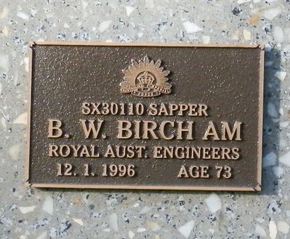 SX30110 SAPPER
B. W. BIRCH AM
ROYAL AUST. ENGINEERS
12. 1. 1996 AGE 73